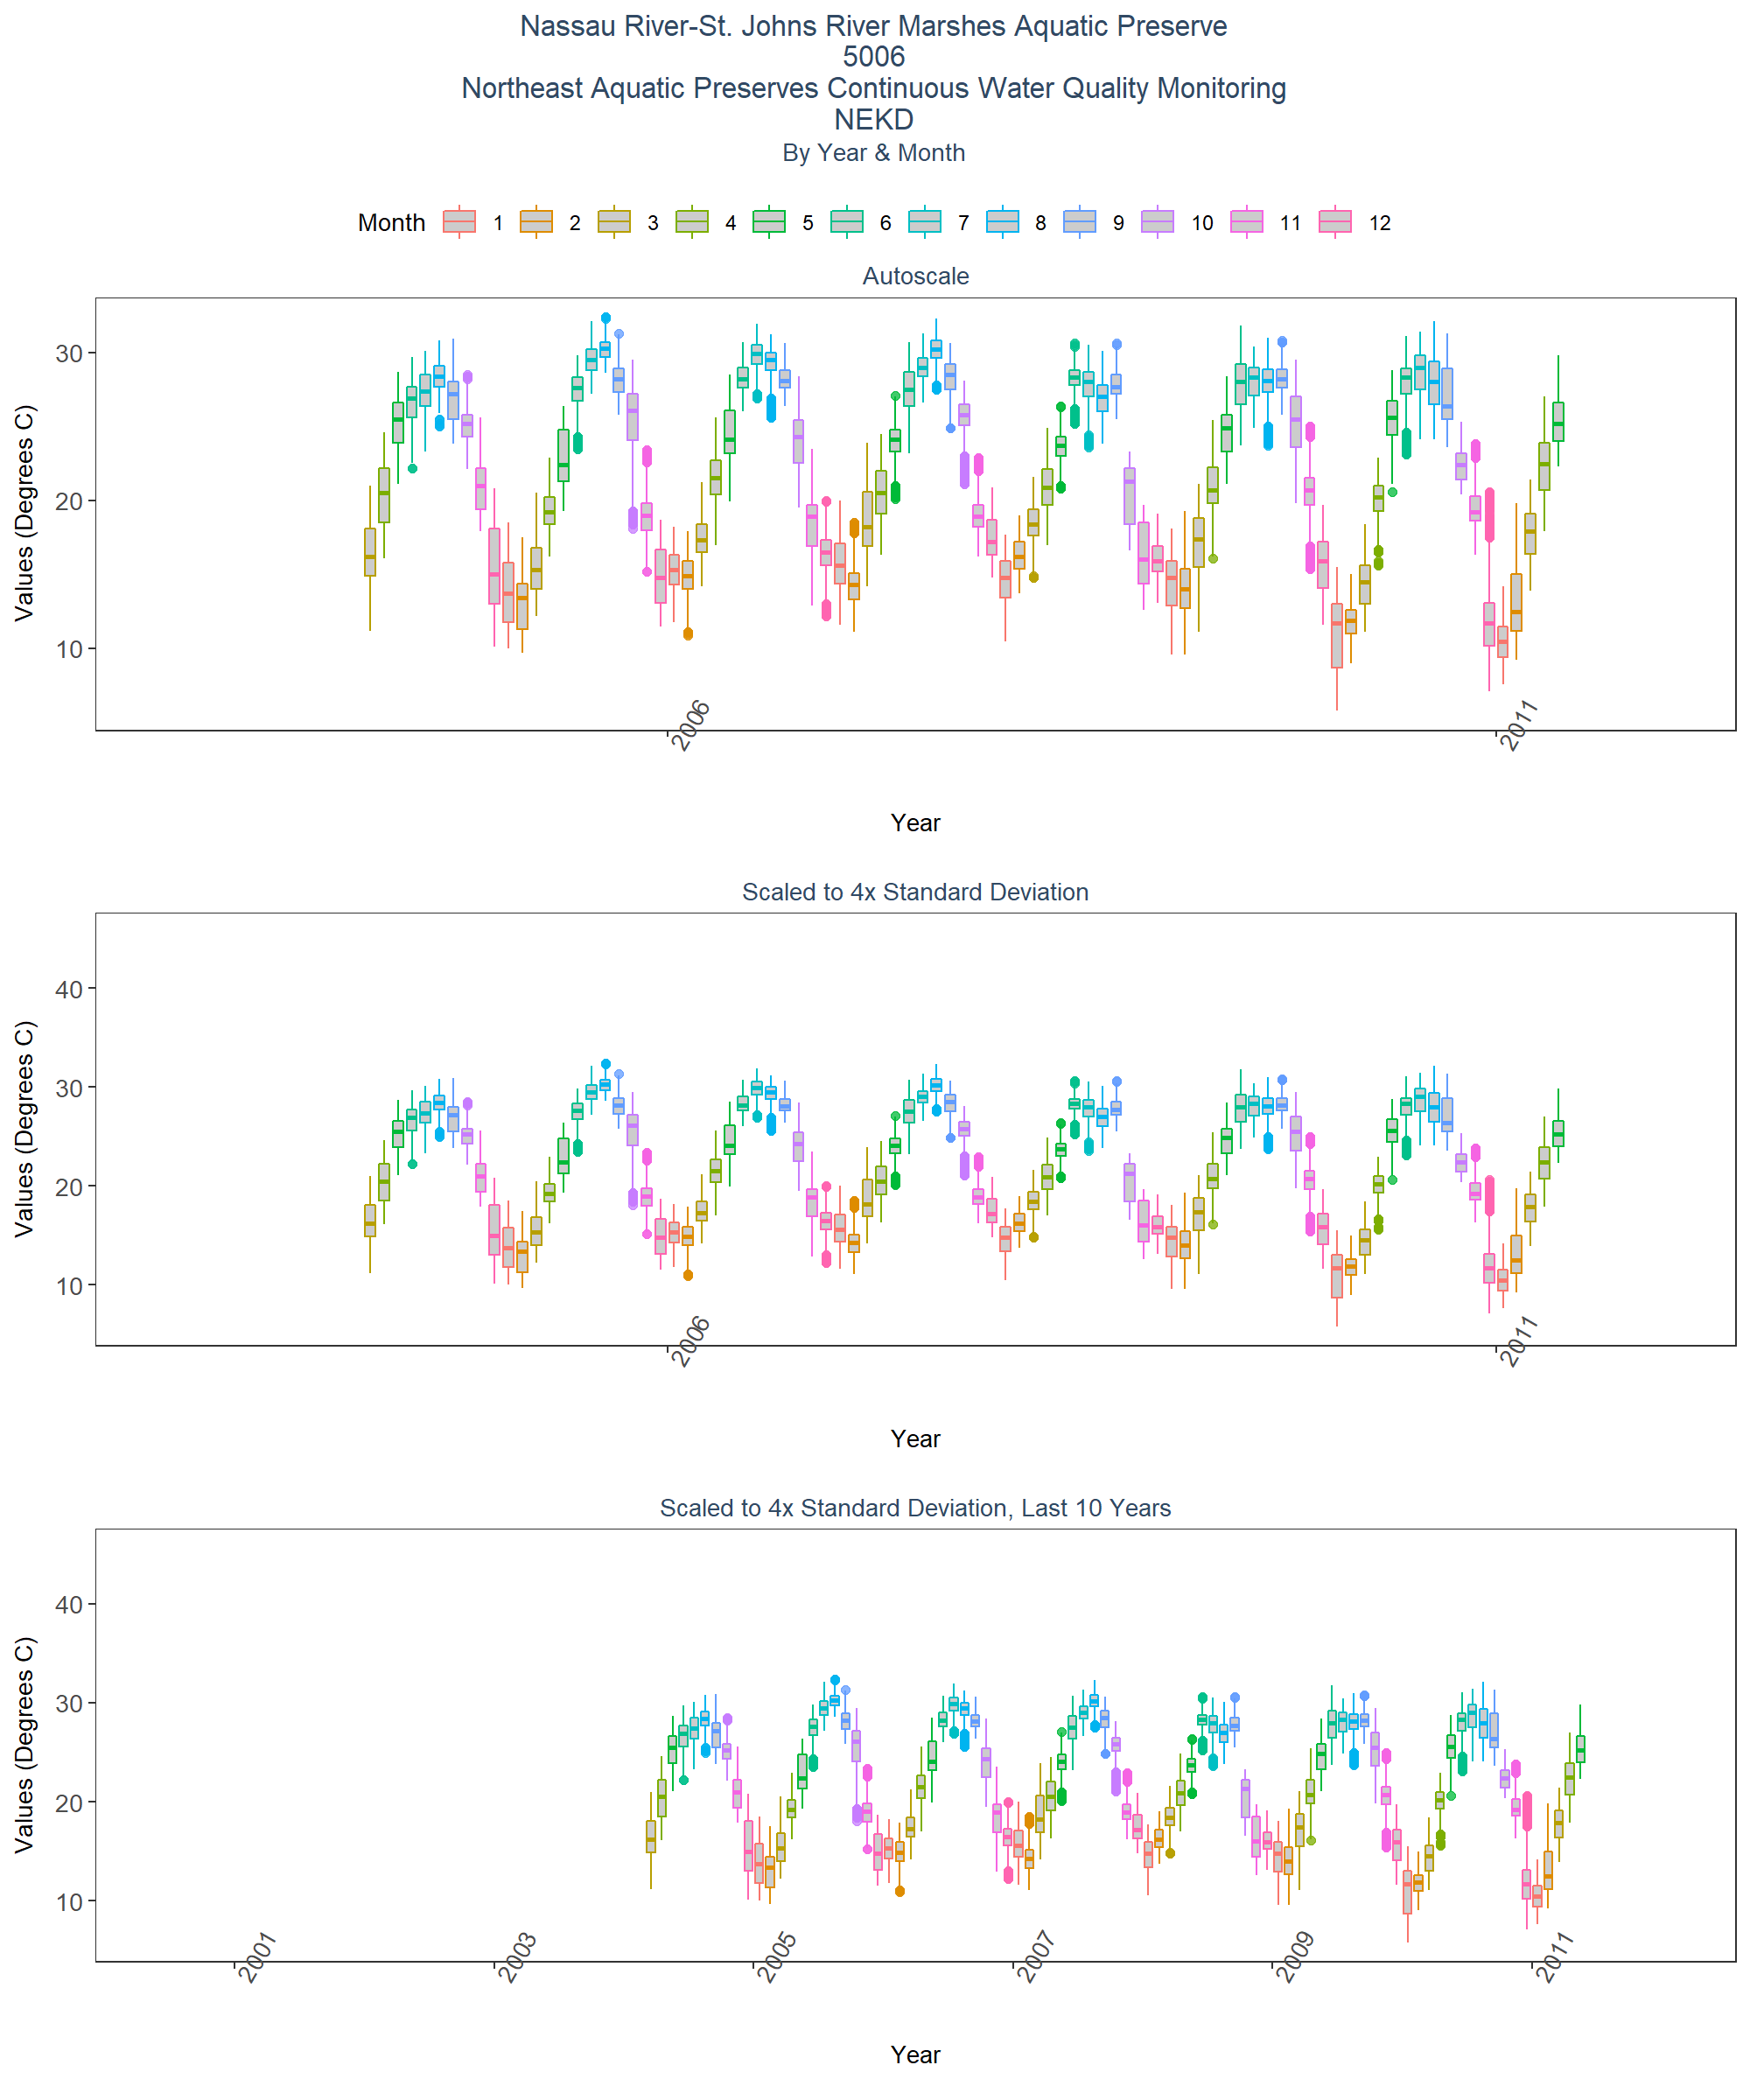 Nassau River-St. Johns River Marshes Aquatic Preserve
5006
Northeast Aquatic Preserves Continuous Water Quality Monitoring
NEKD
By Year & Month
Month 1 2 3 4 5 6 7 8 9 10 11 12
Autoscale
Values (Degrees C)
30
20
10
2006 2011
Year
Scaled to 4x Standard Deviation
Values (Degrees C)
40
30
20
10
2006 2011
Year
Scaled to 4x Standard Deviation, Last 10 Years
Values (Degrees C)
40
30
20
10
2001 2003 2005 2007 2009 2011
Year